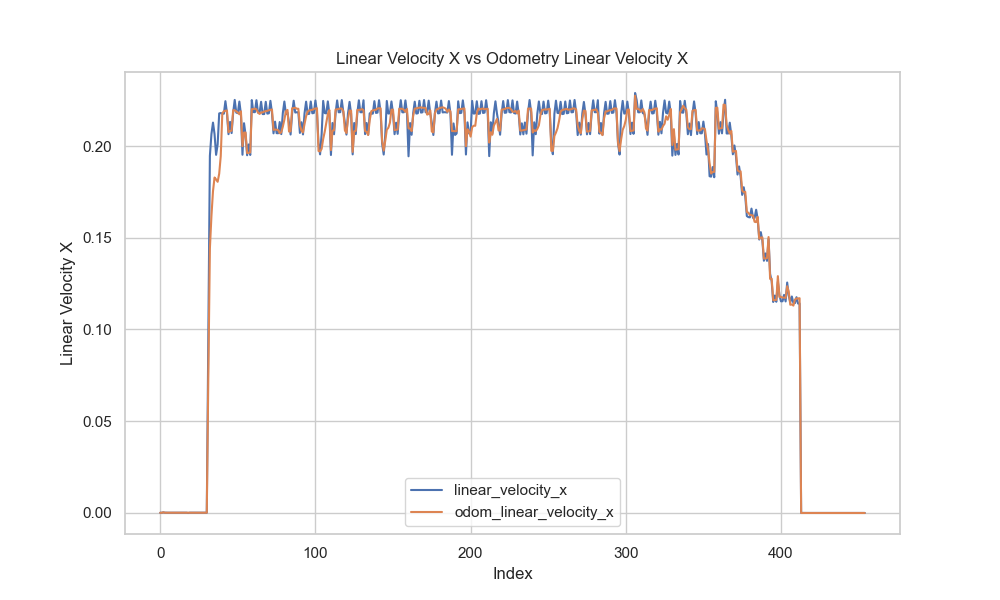 Linear Velocity X vs Odometry Linear Velocity X
Linear Velocity X
0.20
0.15
0.10
0.05
0.00
linear_velocity_x
odom_linear_velocity_x
0 100 200 300 400
Index